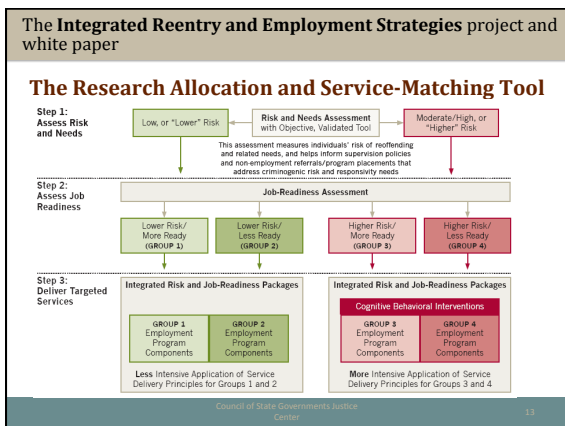 The Integrated Reentry and Employment Strategies project and
white paper
The Research Allocation and Service-Matching Tool
Step 1:
Assess Risk
and Needs
Low, or "Lower" Risk
Risk and Needs Assessment
with Objective, Validated Tool
Moderate/High, or
"Higher" Risk
This assessment measures individuals' risk of reoffending
and related needs, and helps inform supervision policies
and non-employment referrals/program placements that
address criminogenic risk and responsivity needs
Step 2:
Assess Job
Readiness
Job-Readiness Assessment
Lower Risk/
More Ready
(GROUP 1)
Lower Risk/
Less Ready
(GROUP 2)
Higher Risk/
More Ready
(GROUP 3)
Higher Risk/
Less Ready
(GROUP 4)
Step 3:
Deliver Targeted
Services
Integrated Risk and Job-Readiness Packages
GROUP 1
Employment
Program
Components
GROUP 2
Employment
Program
Components
Less Intensive Application of Service
Delivery Principles for Groups 1 and 2
Integrated Risk and Job-Readiness Packages
Cognitive Behavioral Interventions
GROUP 3
Employment
Program
Components
GROUP 4
Employment
Program
Components
More Intensive Application of Service
Delivery Principles for Groups 3 and 4
Council of State Governments Justice
Center
13